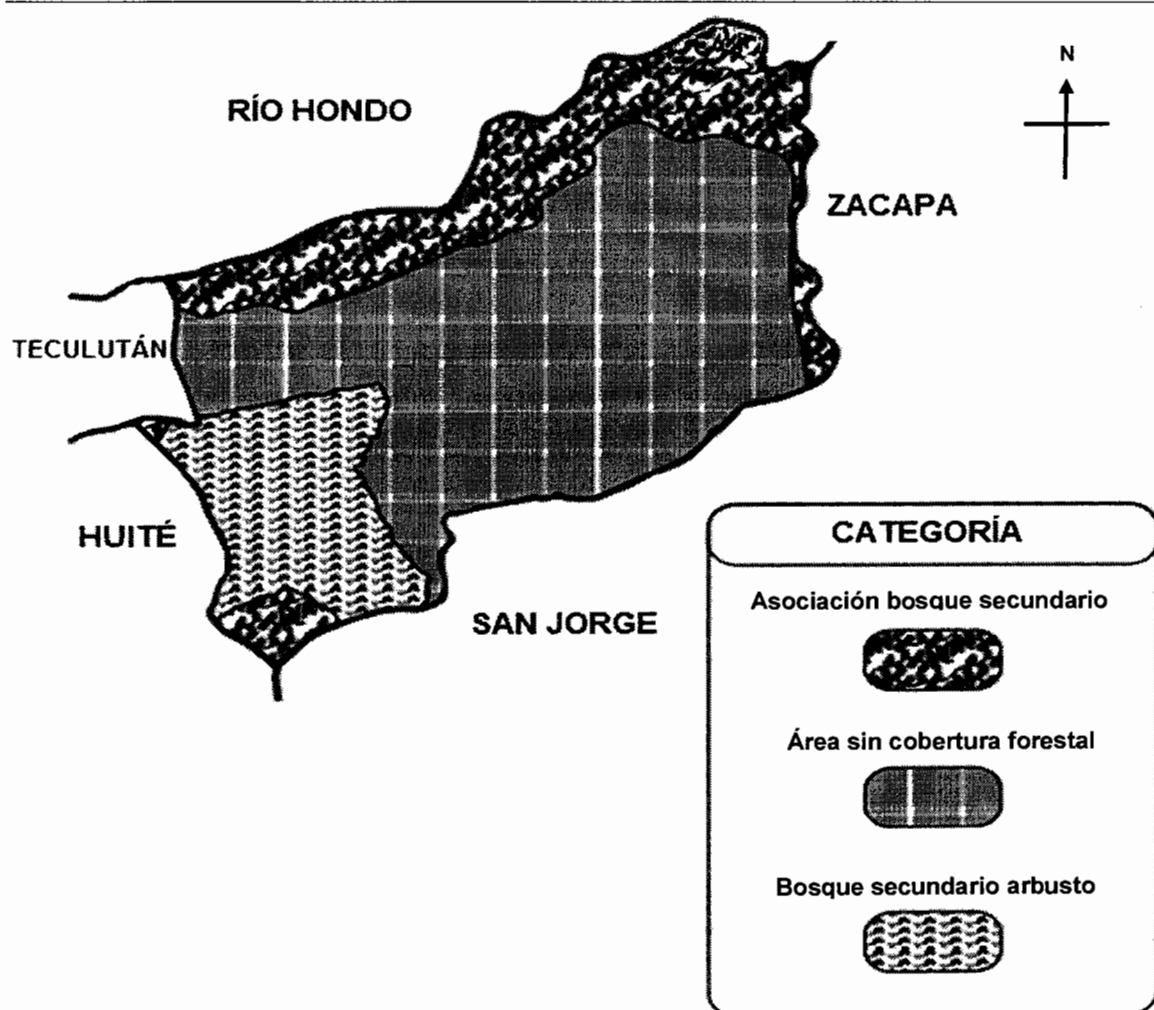 N
RÍO HONDO
ZACAPA
TECULUTÁN
HUITÉ
SAN JORGE
CATEGORÍA
Asociación bosque secundario
Área sin cobertura forestal
Bosque secundario arbusto